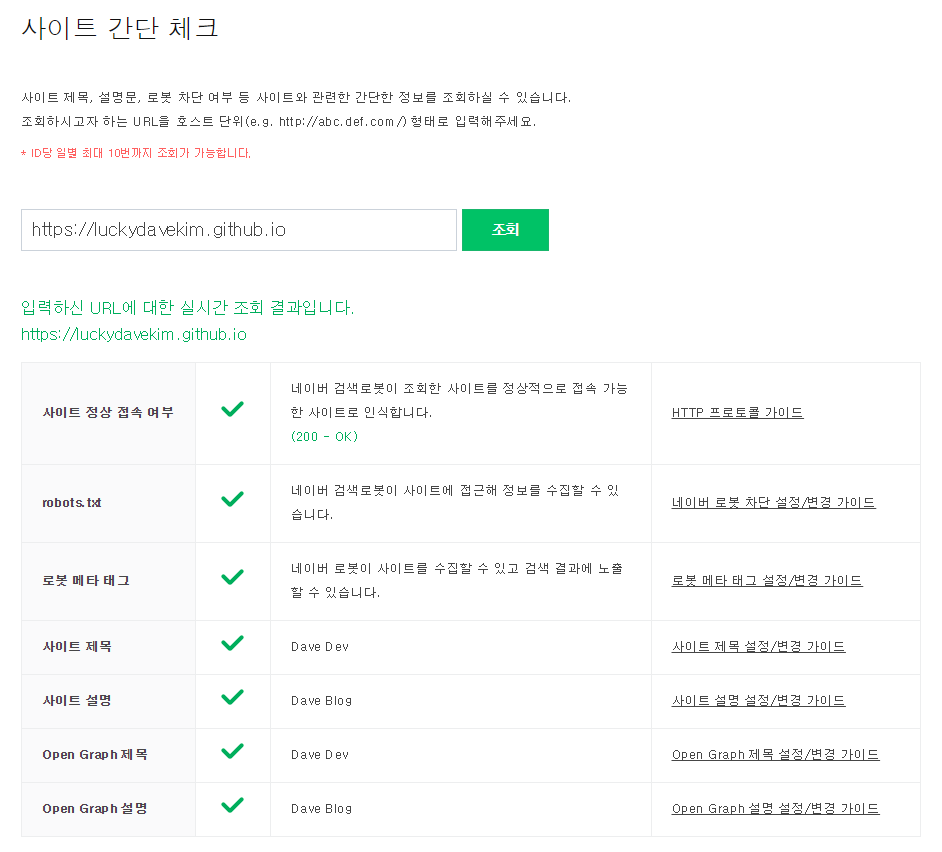 사이트 간단 체크
사이트 제목, 설명문, 로봇 차단 여부 등 사이트와 관련한 간단한 정보를 조회하실 수 있습니다.
조회하시고자 하는 URL을 호스트 단위(e.g. http://abc.def.com/) 형태로 입력해주세요.
* ID당 일별 최대 10번까지 조회가 가능합니다.
https://luckydavekim.github.io
조회
입력하신 URL에 대한 실시간 조회 결과입니다.
https://luckydavekim.github.io
사이트 정상 접속 여부
네이버 검색로봇이 조회한 사이트를 정상적으로 접속 가능
한 사이트로 인식합니다.
(200 - OK)
HTTP 프로토콜 가이드
robots.txt
네이버 검색로봇이 사이트에 접근해 정보를 수집할 수 있
습니다.
네이버 로봇 차단 설정/변경 가이드
로봇 메타 태그
네이버 로봇이 사이트를 수집할 수 있고 검색 결과에 노출
할 수 있습니다.
로봇 메타 태그 설정/변경 가이드
사이트 제목
Dave Dev
사이트 제목 설정/변경 가이드
사이트 설명
Dave Blog
사이트 설명 설정/변경 가이드
Open Graph 제목
Dave Dev
Open Graph 제목 설정/변경 가이드
Open Graph 설명
Dave Blog
Open Graph 설명 설정/변경 가이드